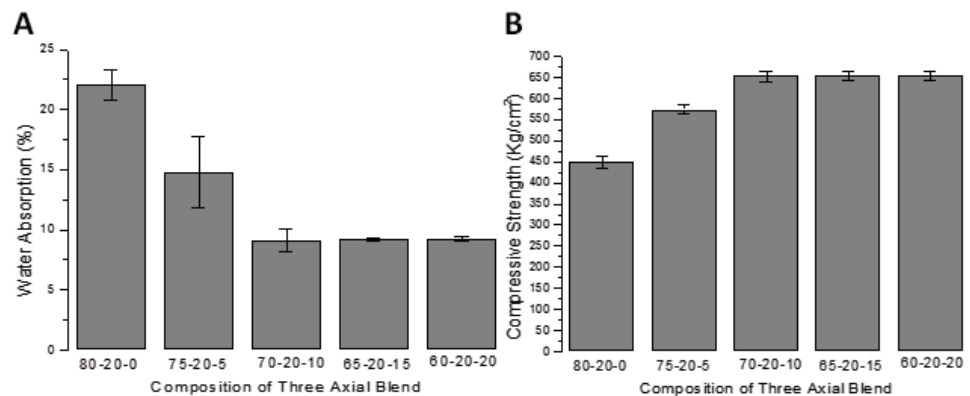 A
25
20
15
10
5
0
Water Absorption (%)
80-20-0 75-20-5 70-20-10 65-20-15 60-20-20
Composition of Three Axial Blend
B
700
650
600
550
500
450
400
350
300
250
200
150
100
50
0
Compressive Strength (Kg/cm²)
80-20-0 75-20-5 70-20-10 65-20-15 60-20-20
Composition of Three Axial Blend